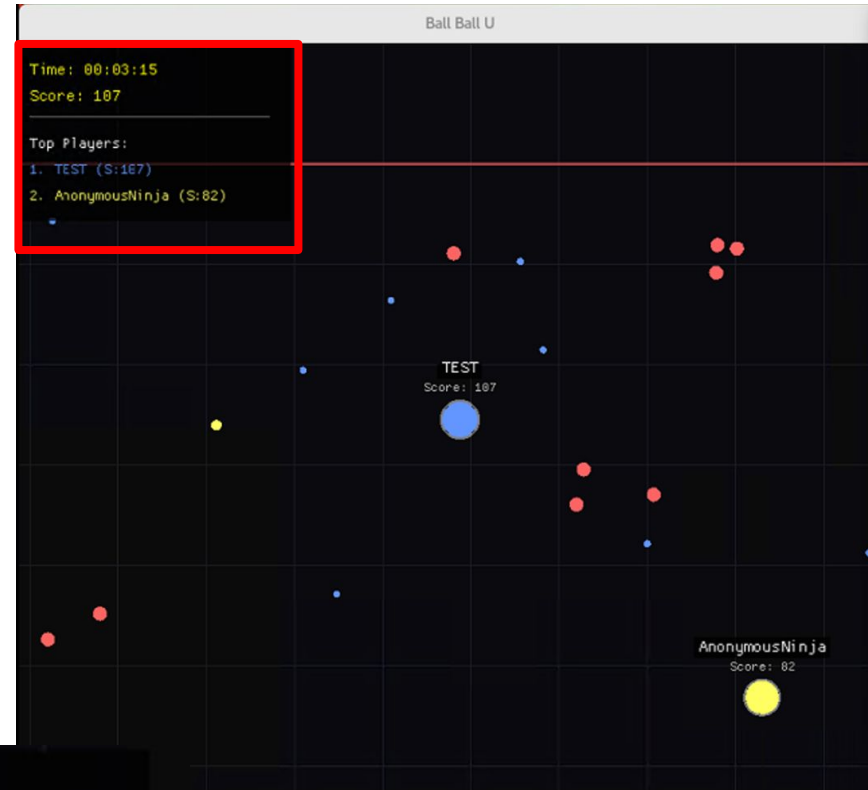 Ball Ball U
Time: 00:03:15
Score: 107
Top Players:
1. TEST (S:107)
2. AnonymousNinja (S:82)
TEST
Score: 107
AnonymousNinja
Score: 82